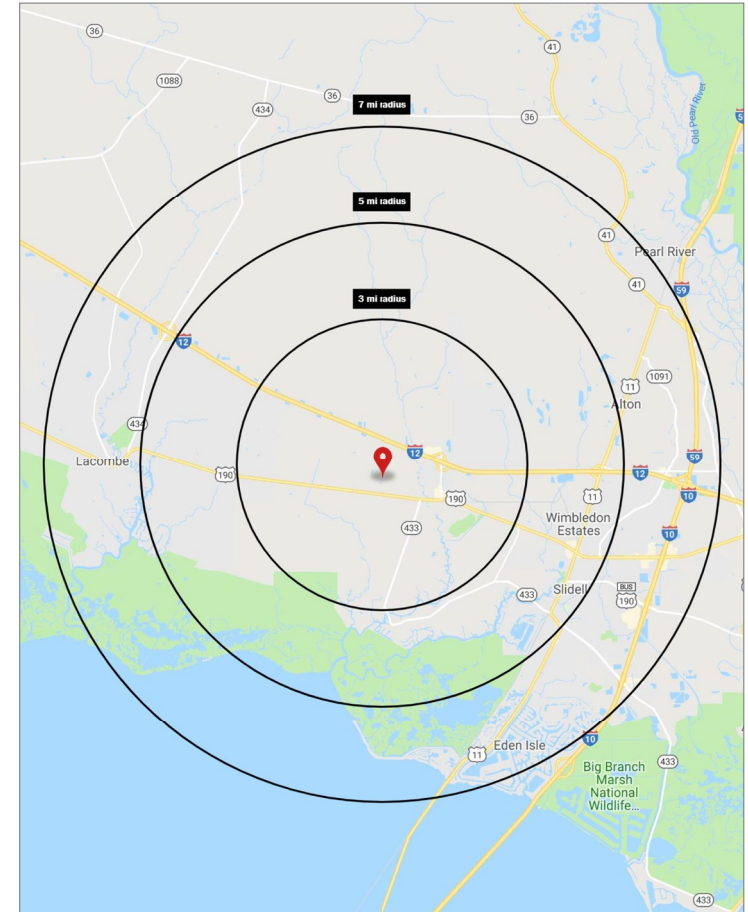 36
41
1088
36
434
7 mi radius
36
Old Pearl River
5
5 mi radius
41
Pearl River
41
59
3 mi radius
12
1091
11
Alton
434
12
59
Lacombe
190
12
10
190
11
433
Wimbledon
Estates
10
Slidell
BUS
190
433
10
Eden Isle
11
433
Big Branch
Marsh
National
Wildlife...
433